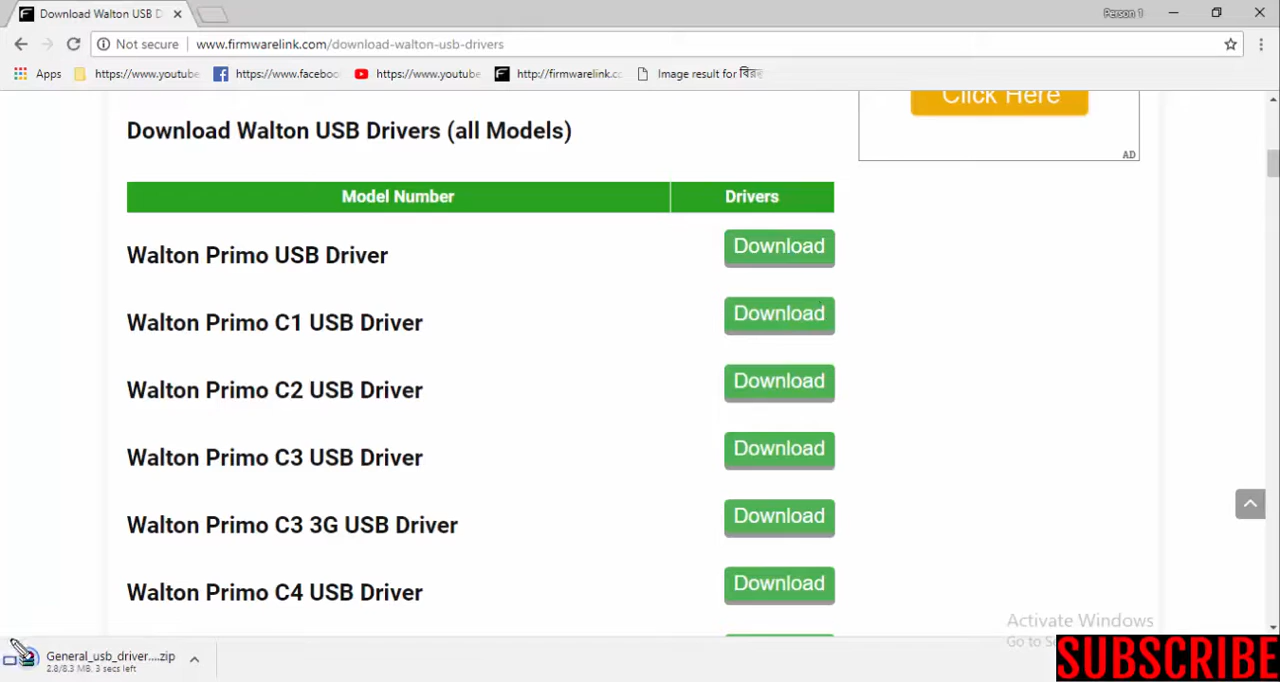 Download Walton USB D
Person 1
Not secure
www.firmwarelink.com/download-walton-usb-drivers
Apps
https://www.youtube
https://www.faceboo
https://www.youtube
http://firmwarelink.co
Image result for বির
Click Here
AD
Download Walton USB Drivers (all Models)
Model Number
Drivers
Walton Primo USB Driver
Download
Walton Primo C1 USB Driver
Download
Walton Primo C2 USB Driver
Download
Walton Primo C3 USB Driver
Download
Walton Primo C3 3G USB Driver
Download
Walton Primo C4 USB Driver
Download
Activate Windows
Go to
SUBSCRIBE
General_usb_driver....zip
2.8/8.3 MB, 3 secs left